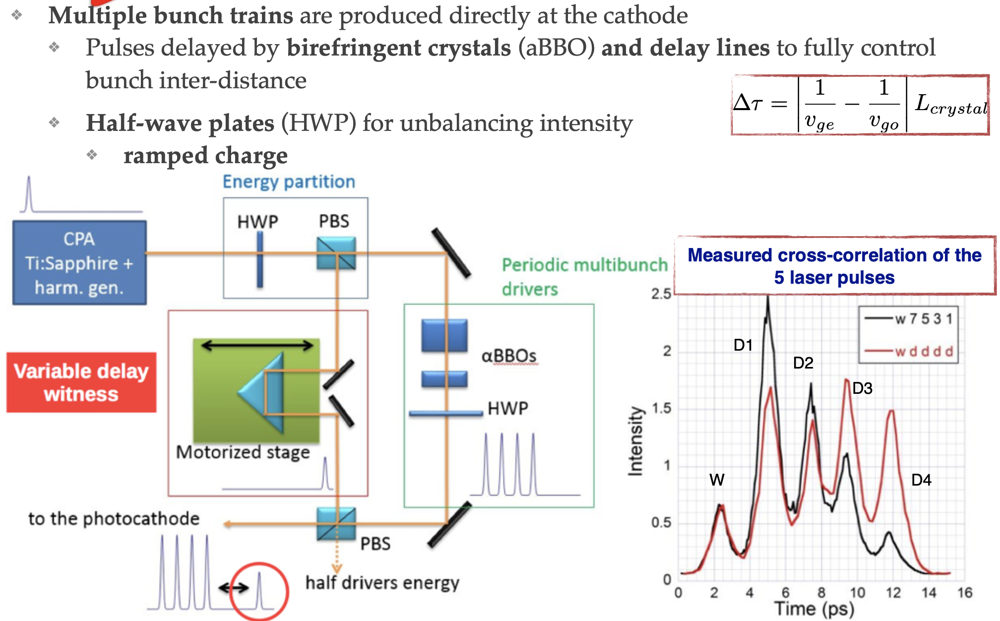 ❖ Multiple bunch trains are produced directly at the cathode
❖ Pulses delayed by birefringent crystals (aBBO) and delay lines to fully control
bunch inter-distance
Δτ = | 1/v_ge − 1/v_go | L_crystal
❖ Half-wave plates (HWP) for unbalancing intensity
❖ ramped charge
Energy partition
HWP
PBS
CPA
Ti:Sapphire +
harm. gen.
Periodic multibunch
drivers
αBBOs
HWP
Variable delay
witness
Motorized stage
to the photocathode
PBS
half drivers energy
Measured cross-correlation of the
5 laser pulses
2.5
2
1.5
1
0.5
0
Intensity
w 7 5 3 1
w d d d d
D1
D2
D3
W
D4
0 2 4 6 8 10 12 14 16
Time (ps)